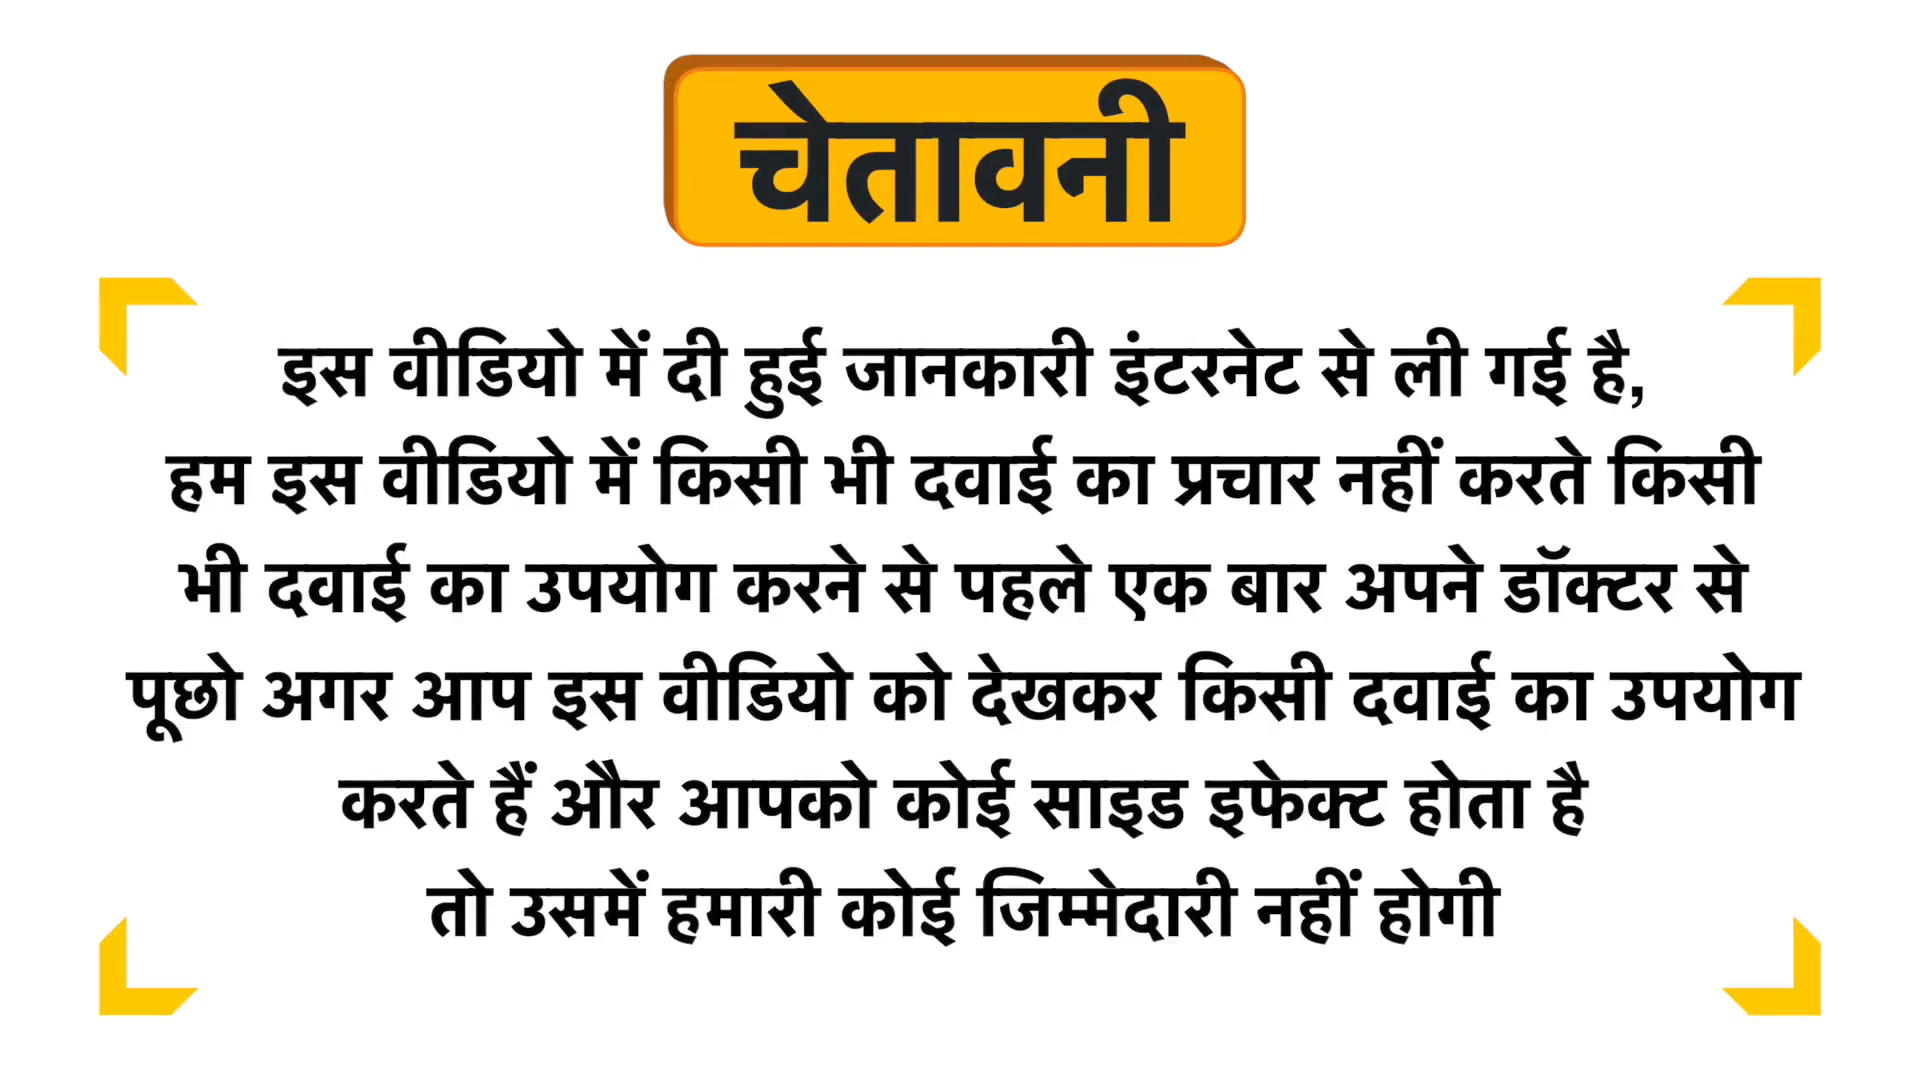 चेतावनी
इस वीडियो में दी हुई जानकारी इंटरनेट से ली गई है,
हम इस वीडियो में किसी भी दवाई का प्रचार नहीं करते किसी
भी दवाई का उपयोग करने से पहले एक बार अपने डॉक्टर से
पूछो अगर आप इस वीडियो को देखकर किसी दवाई का उपयोग
करते हैं और आपको कोई साइड इफेक्ट होता है
तो उसमें हमारी कोई जिम्मेदारी नहीं होगी